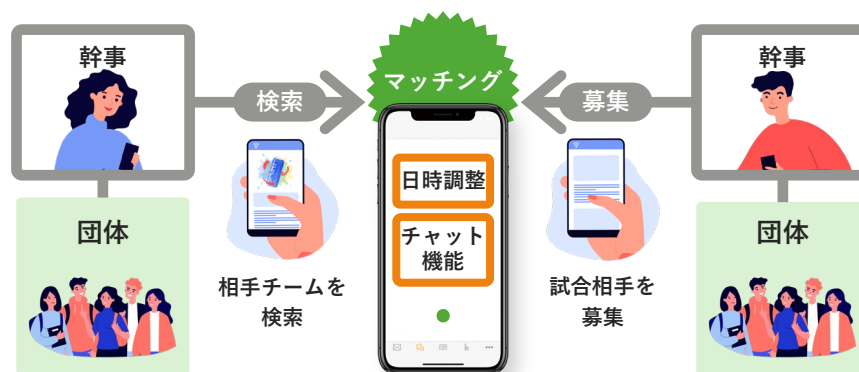 幹事
検索
マッチング
募集
幹事
日時調整
チャット
機能
団体
相手チームを
検索
試合相手を
募集
団体